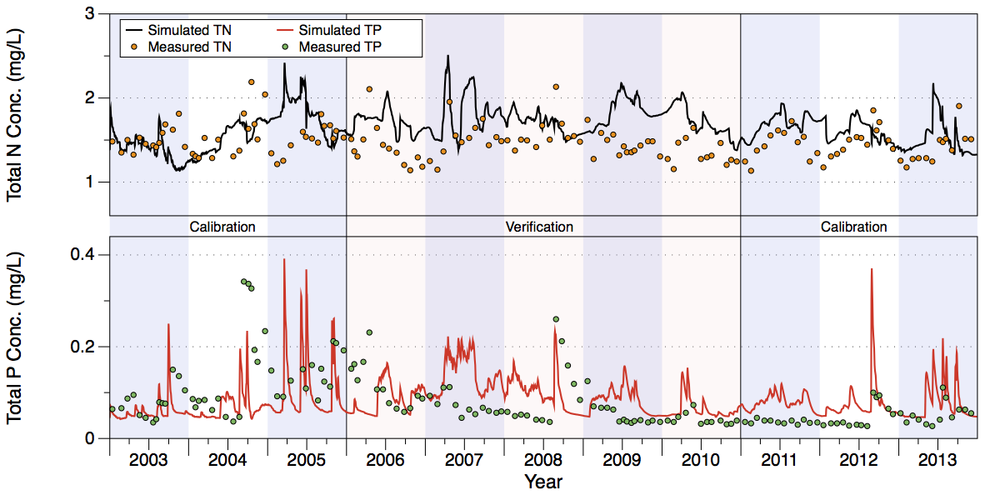 3
Simulated TN
Simulated TP
Measured TN
Measured TP
2
1
Total N Conc. (mg/L)
Calibration
Verification
Calibration
0.4
0.2
0
Total P Conc. (mg/L)
2003 2004 2005 2006 2007 2008 2009 2010 2011 2012 2013
Year